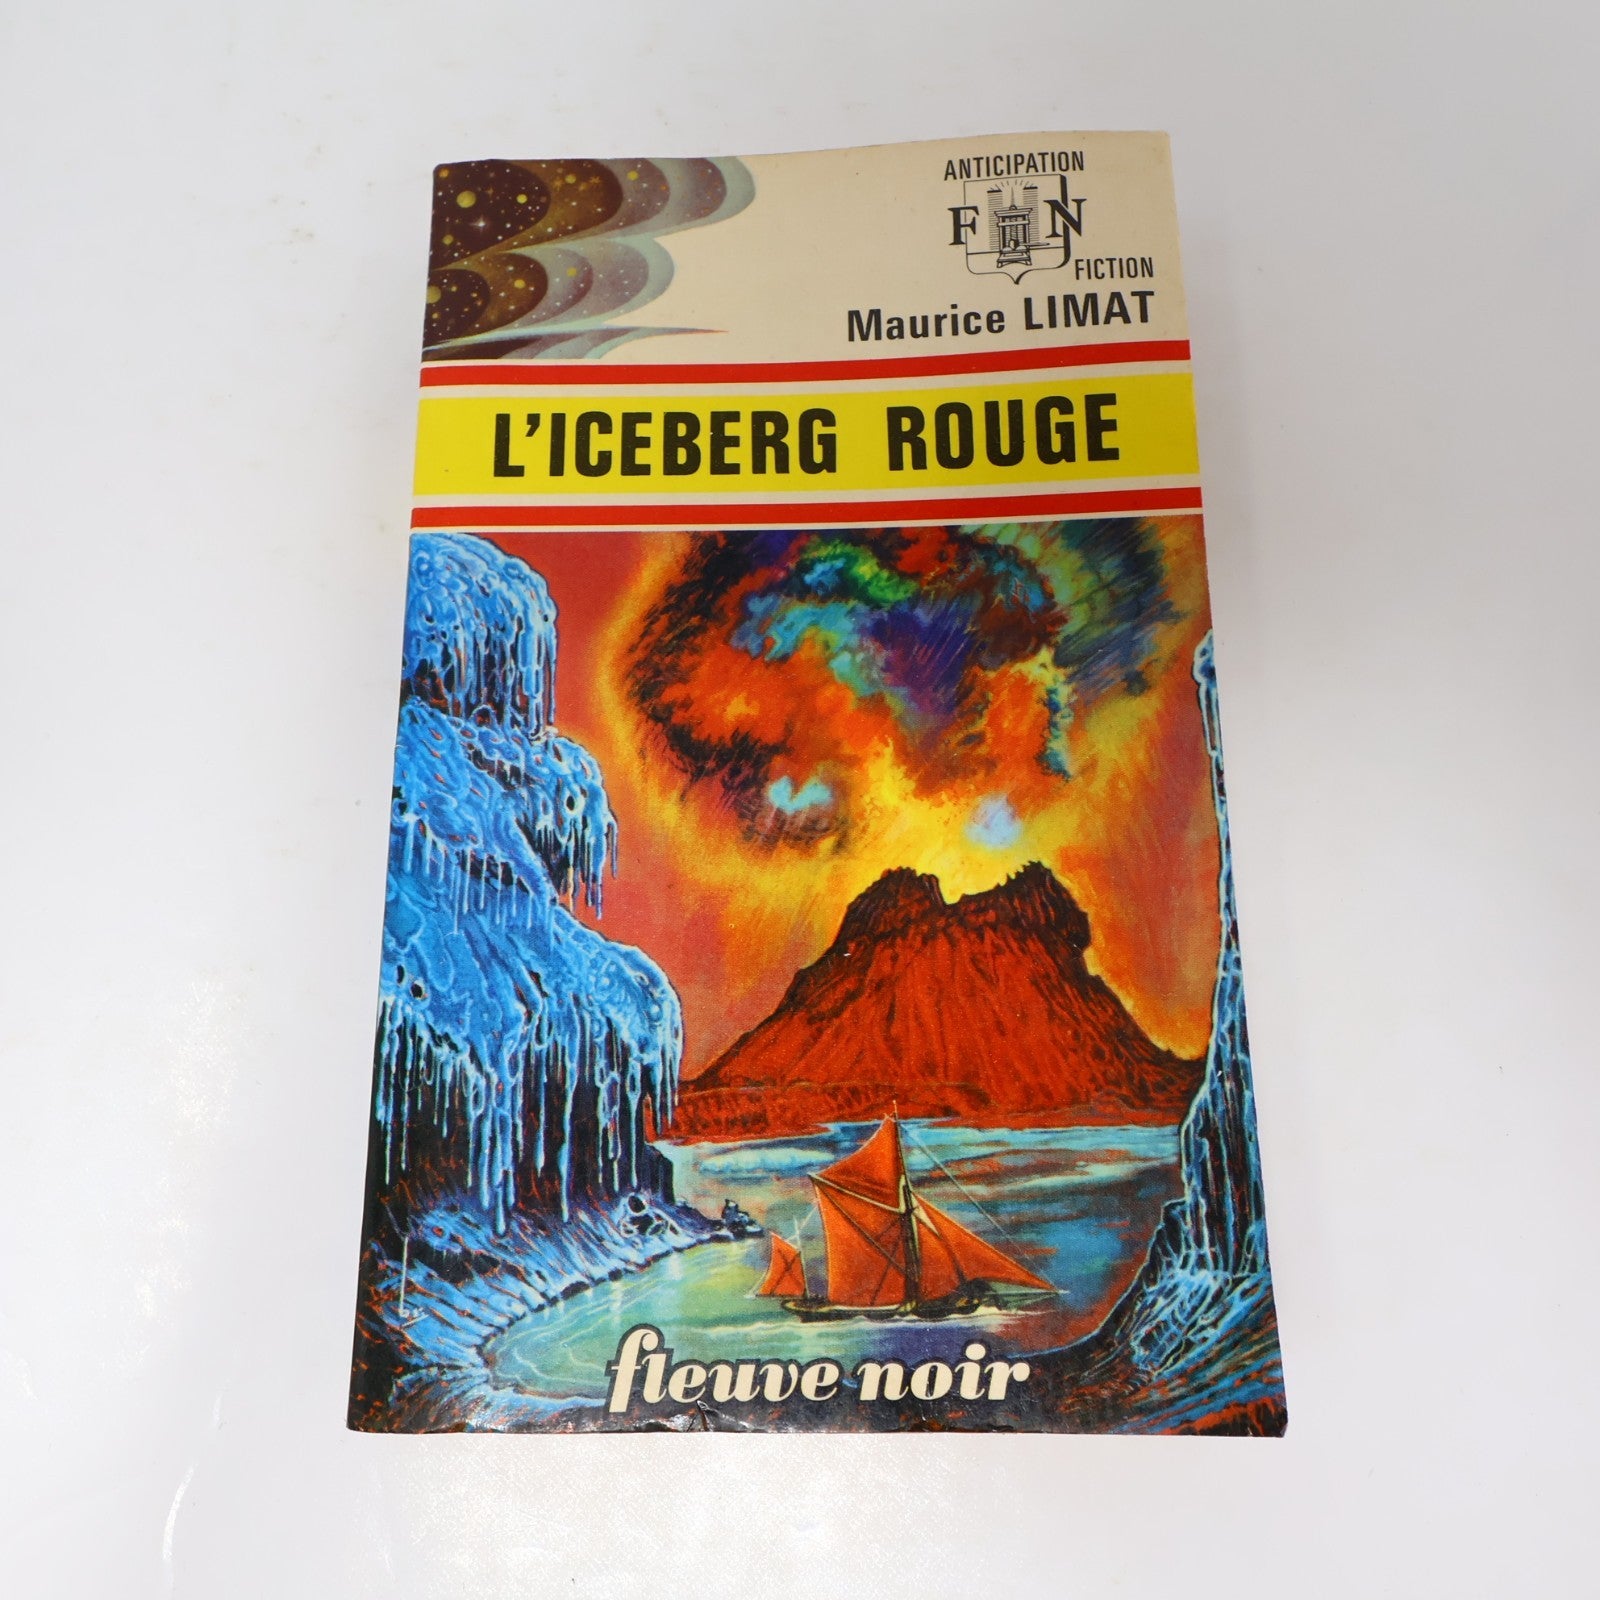 ANTICIPATION
F N
FICTION
Maurice LIMAT
L'ICEBERG ROUGE
fleuve noir